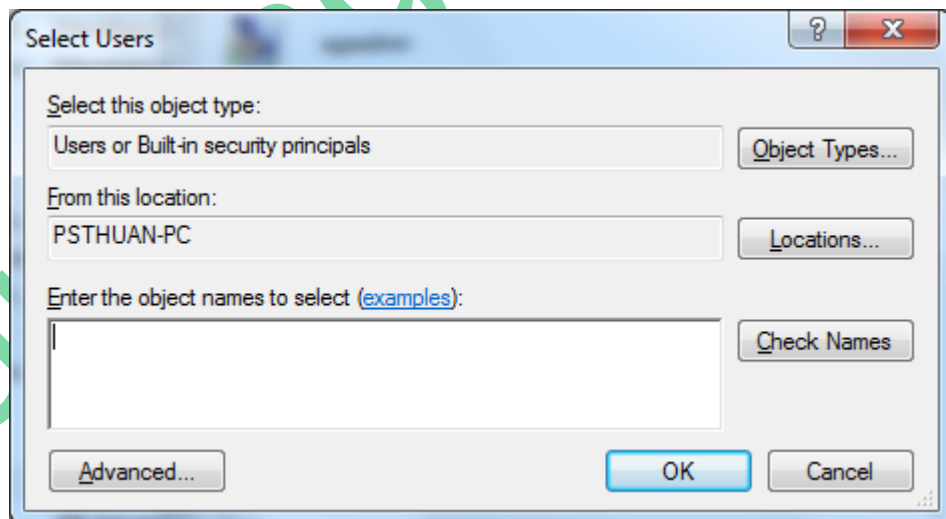 Select Users
Select this object type:
Users or Built-in security principals
Object Types...
From this location:
PSTHUAN-PC
Locations...
Enter the object names to select (examples):
Check Names
Advanced...
OK
Cancel